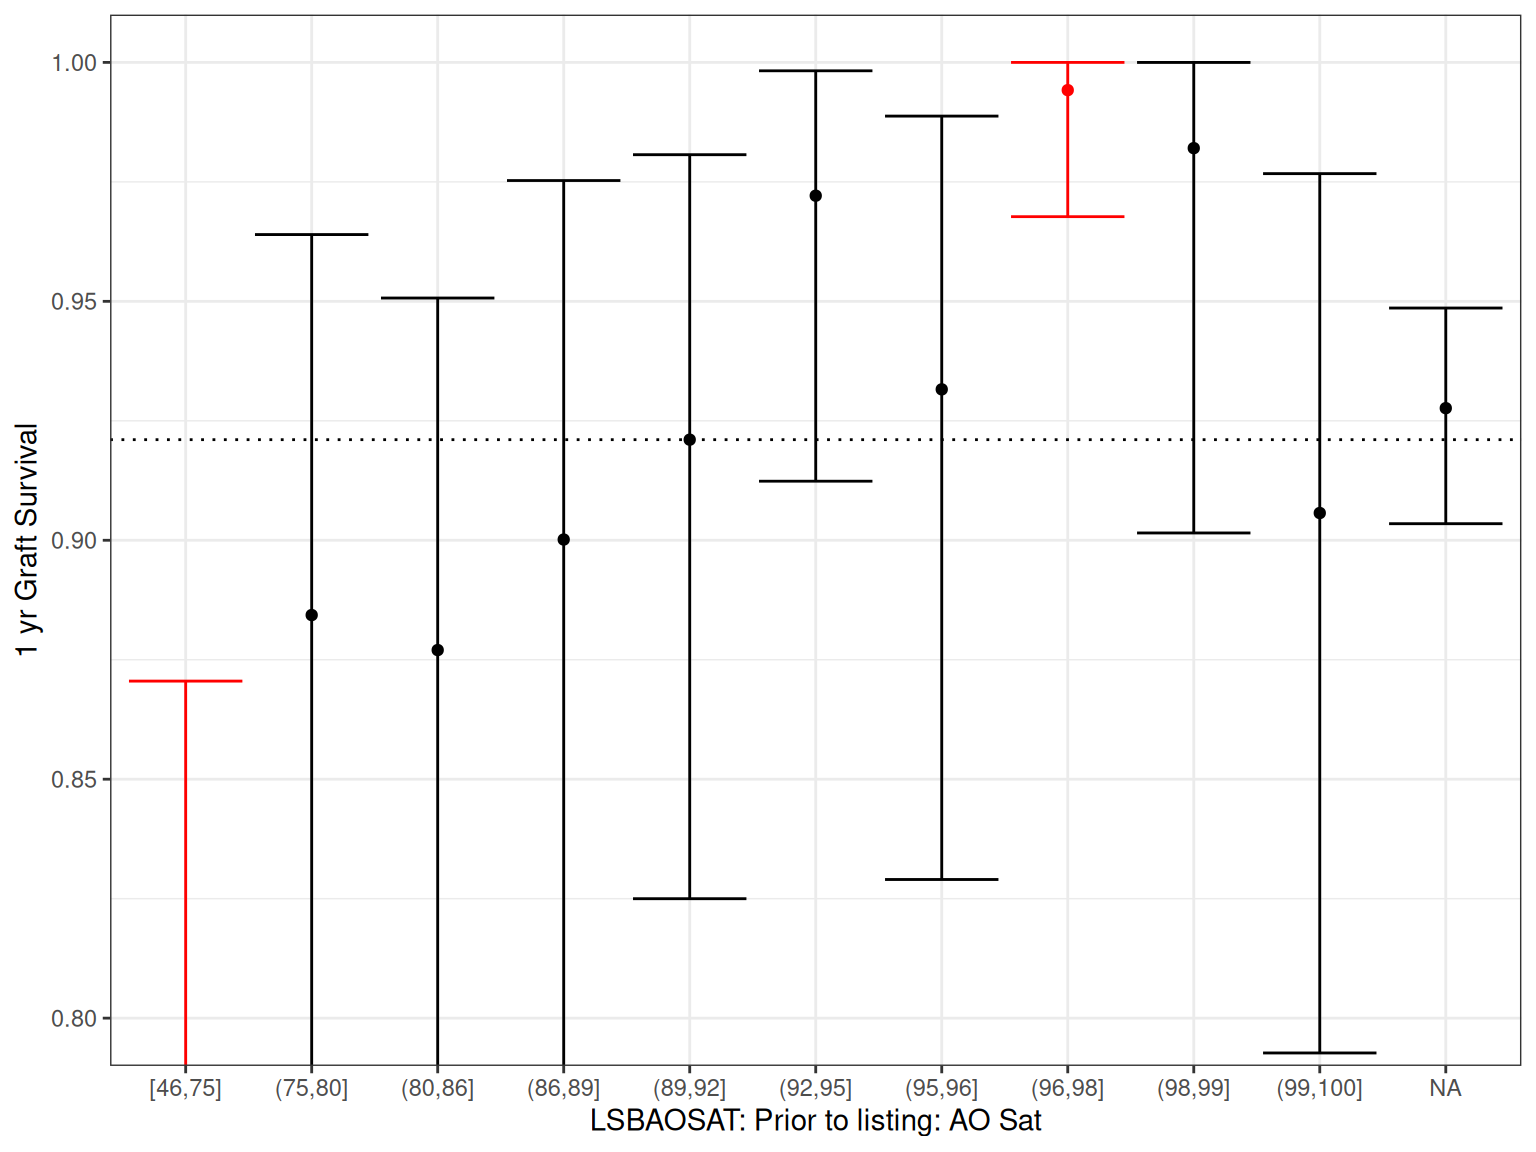 1.00
0.95
0.90
0.85
0.80
1 yr Graft Survival
[46,75] (75,80] (80,86] (86,89] (89,92] (92,95] (95,96] (96,98] (98,99] (99,100] NA
LSBAOSAT: Prior to listing: AO Sat